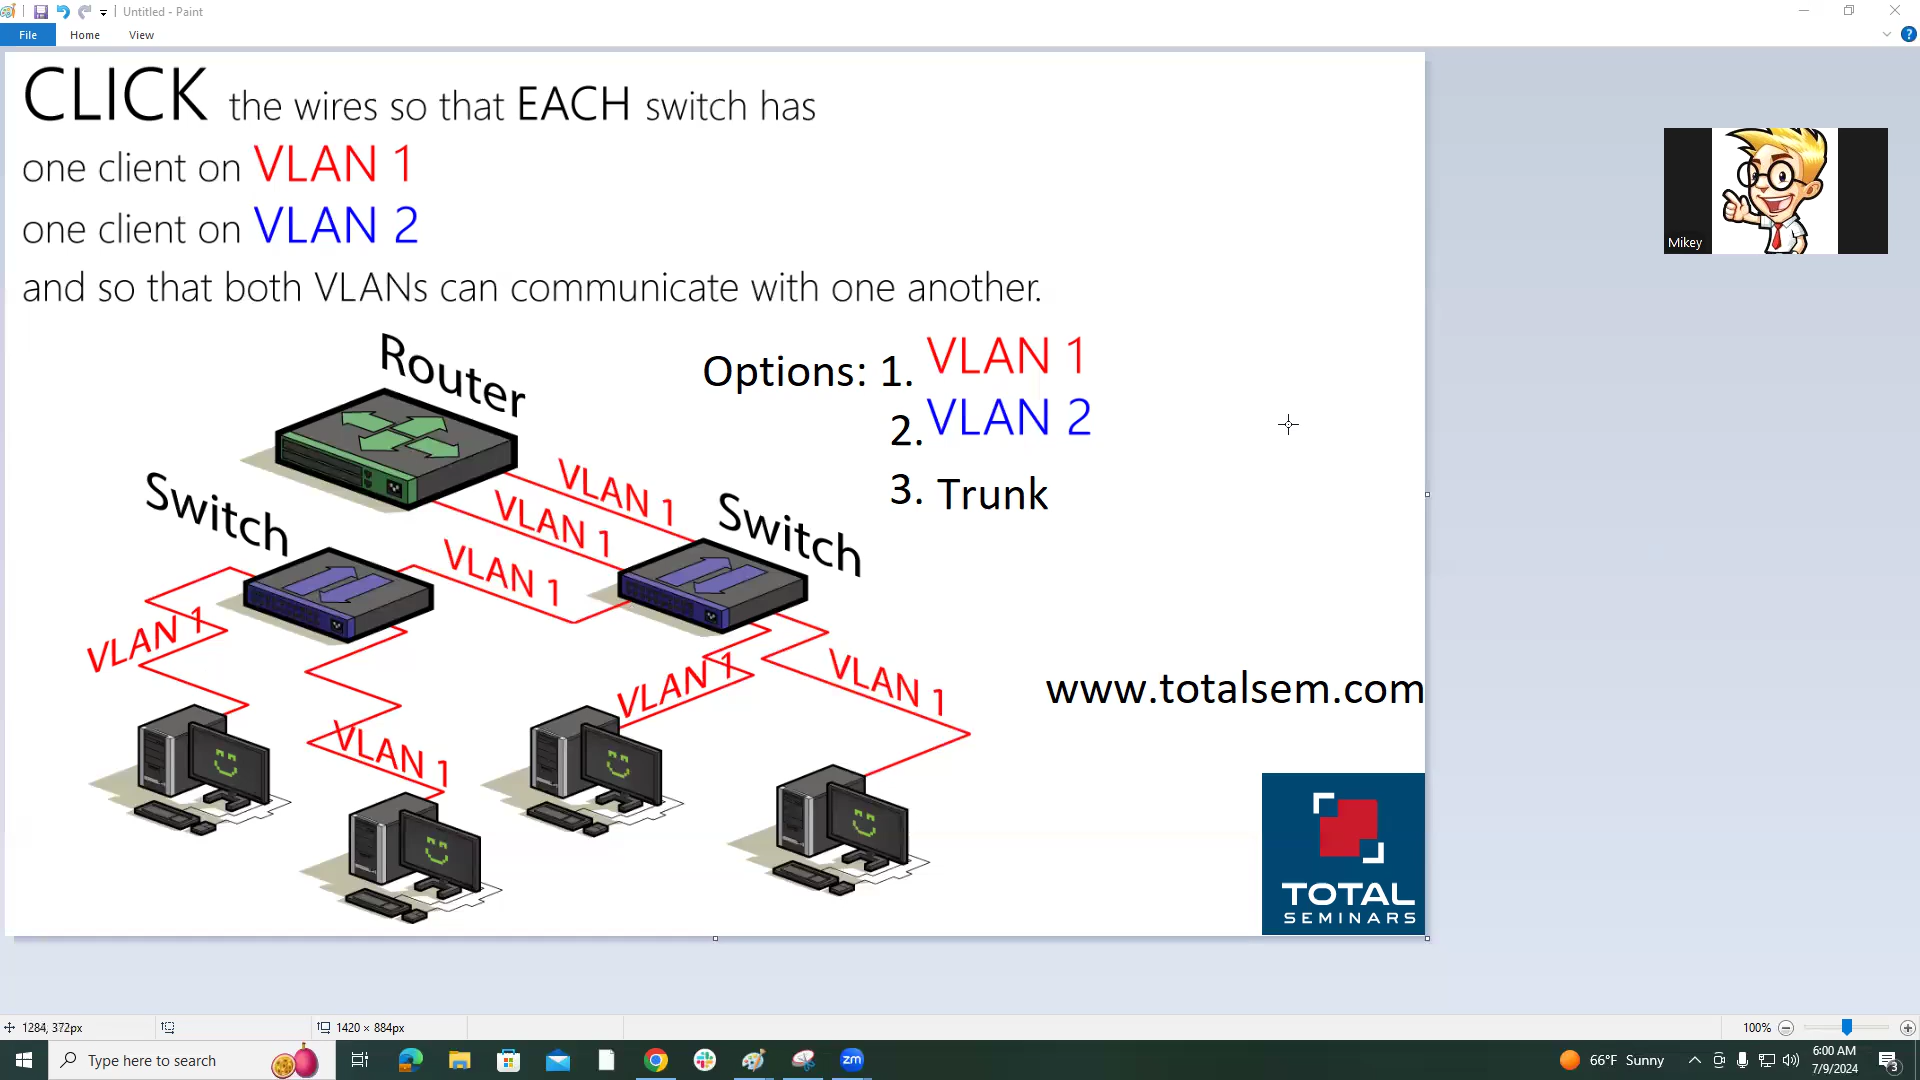 Untitled - Paint
File
Home
View
?
CLICK the wires so that EACH switch has
one client on VLAN 1
one client on VLAN 2
and so that both VLANs can communicate with one another.
Mikey
Router
Options: 1. VLAN 1
2. VLAN 2
3. Trunk
Switch
VLAN 1
VLAN 1
Switch
VLAN 1
VLAN 1
VLAN 1
VLAN 1
VLAN 1
www.totalsem.com
TOTAL
SEMINARS
1284, 372px
1420 × 884px
100%
Type here to search
zm
66°F Sunny
6:00 AM
7/9/2024
3